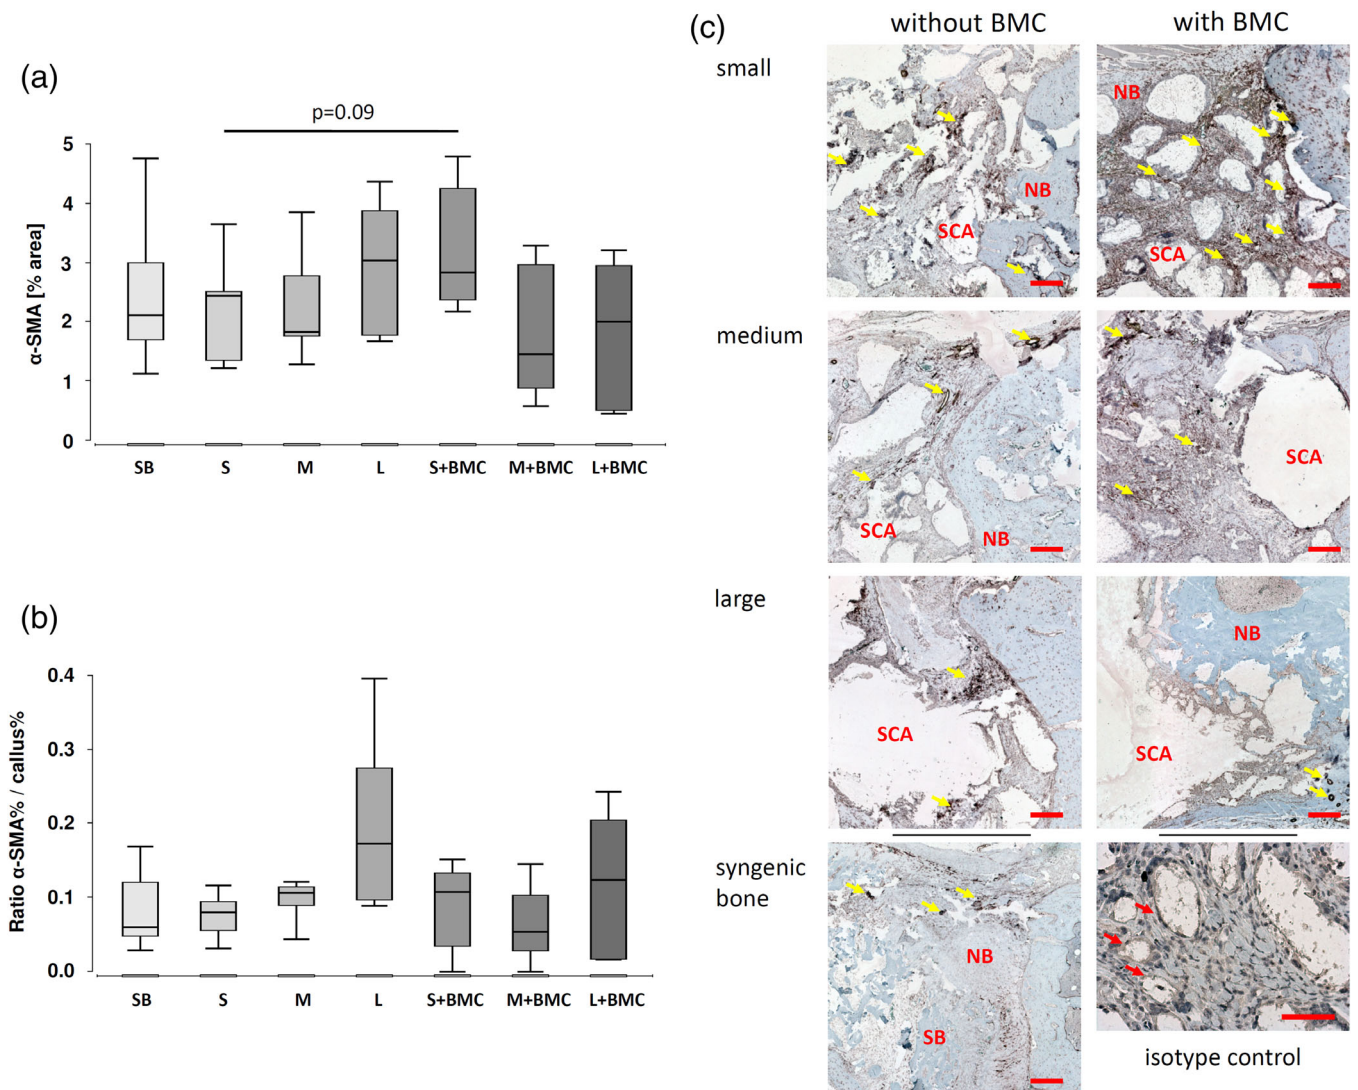 (a)
p=0.09
α-SMA [% area]
5
4
3
2
1
0
SB S M L S+BMC M+BMC L+BMC
(b)
Ratio α-SMA% / callus%
0.4
0.3
0.2
0.1
0.0
SB S M L S+BMC M+BMC L+BMC
(c)
without BMC with BMC
small
NB
SCA
NB
SCA
medium
SCA
NB
SCA
large
SCA
NB
SCA
syngenic
bone
NB
SB
isotype control